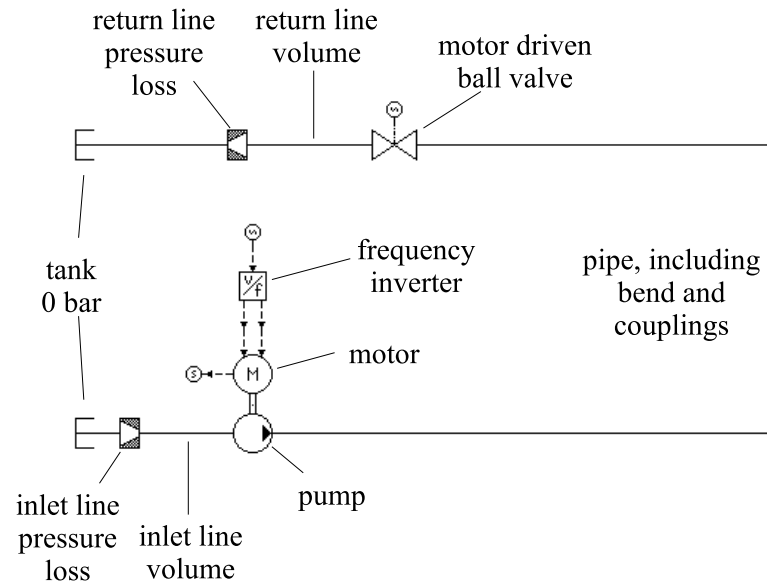 return line
pressure
loss
return line
volume
motor driven
ball valve
tank
0 bar
frequency
inverter
V/f
pipe, including
bend and
couplings
motor
S
M
pump
inlet line
pressure
loss
inlet line
volume